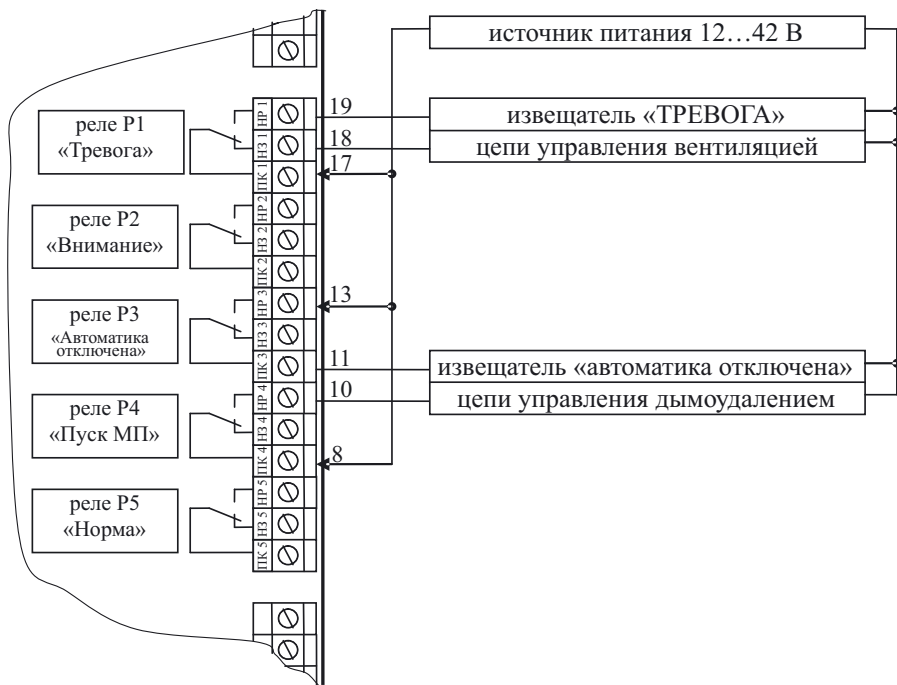 источник питания 12…42 В
реле Р1
«Тревога»
НР 1
19
извещатель «ТРЕВОГА»
НЗ 1
18
цепи управления вентиляцией
ПК 1
17
реле Р2
«Внимание»
НР 2
НЗ 2
ПК 2
реле Р3
«Автоматика
отключена»
НР 3
13
НЗ 3
ПК 3
11
извещатель «автоматика отключена»
реле Р4
«Пуск МП»
НР 4
10
цепи управления дымоудалением
НЗ 4
ПК 4
8
реле Р5
«Норма»
НР 5
НЗ 5
ПК 5